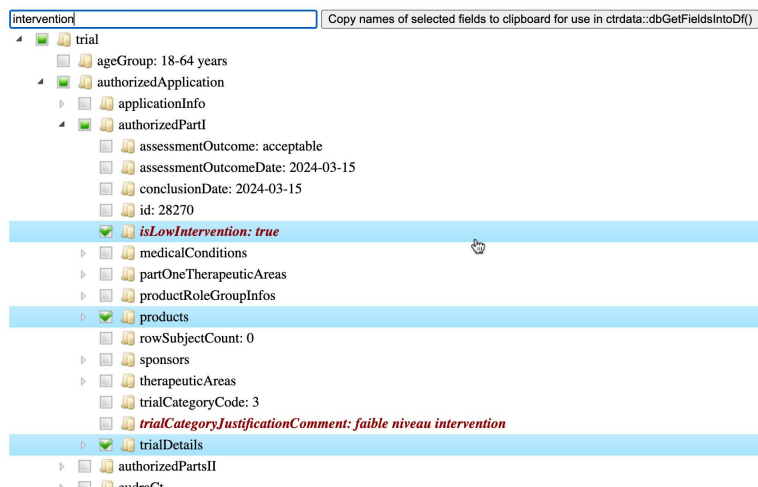 intervention
Copy names of selected fields to clipboard for use in ctrdata::dbGetFieldsIntoDf()
trial
ageGroup: 18-64 years
authorizedApplication
applicationInfo
authorizedPartI
assessmentOutcome: acceptable
assessmentOutcomeDate: 2024-03-15
conclusionDate: 2024-03-15
id: 28270
isLowIntervention: true
medicalConditions
partOneTherapeuticAreas
productRoleGroupInfos
products
rowSubjectCount: 0
sponsors
therapeuticAreas
trialCategoryCode: 3
trialCategoryJustificationComment: faible niveau intervention
trialDetails
authorizedPartsII